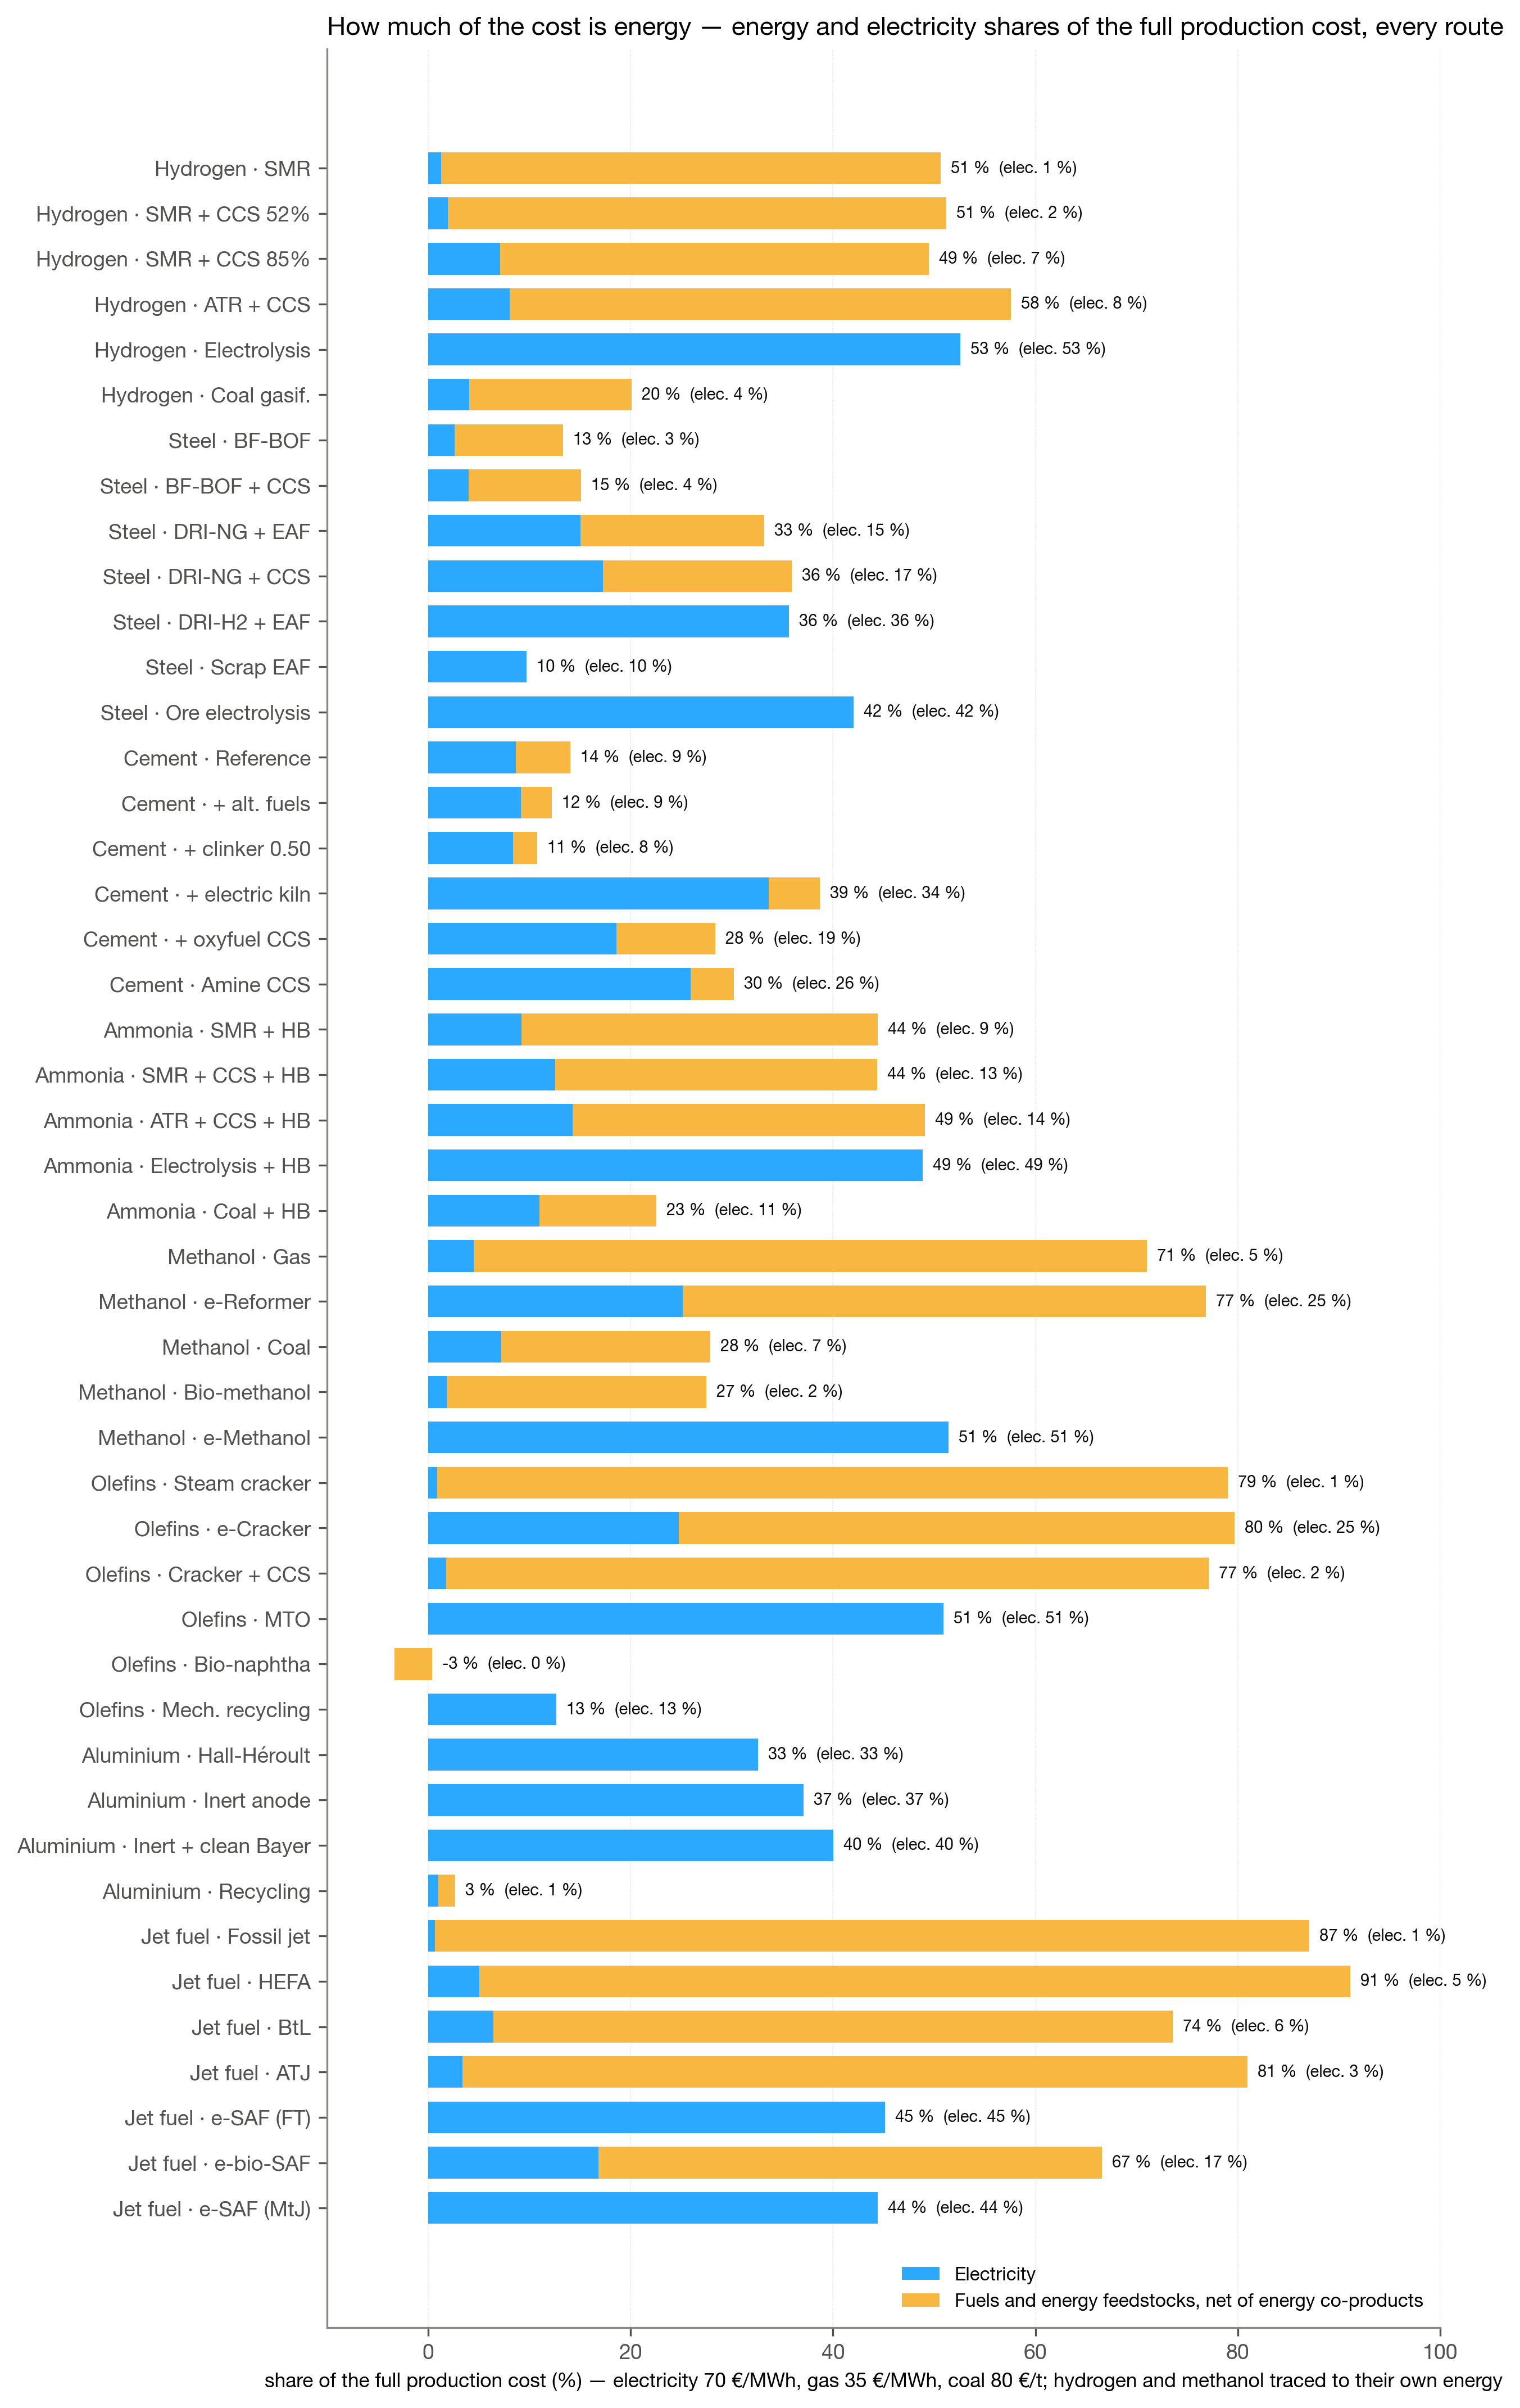 How much of the cost is energy — energy and electricity shares of the full production cost, every route
Hydrogen · SMR 51 % (elec. 1 %)
Hydrogen · SMR + CCS 52% 51 % (elec. 2 %)
Hydrogen · SMR + CCS 85% 49 % (elec. 7 %)
Hydrogen · ATR + CCS 58 % (elec. 8 %)
Hydrogen · Electrolysis 53 % (elec. 53 %)
Hydrogen · Coal gasif. 20 % (elec. 4 %)
Steel · BF-BOF 13 % (elec. 3 %)
Steel · BF-BOF + CCS 15 % (elec. 4 %)
Steel · DRI-NG + EAF 33 % (elec. 15 %)
Steel · DRI-NG + CCS 36 % (elec. 17 %)
Steel · DRI-H2 + EAF 36 % (elec. 36 %)
Steel · Scrap EAF 10 % (elec. 10 %)
Steel · Ore electrolysis 42 % (elec. 42 %)
Cement · Reference 14 % (elec. 9 %)
Cement · + alt. fuels 12 % (elec. 9 %)
Cement · + clinker 0.50 11 % (elec. 8 %)
Cement · + electric kiln 39 % (elec. 34 %)
Cement · + oxyfuel CCS 28 % (elec. 19 %)
Cement · Amine CCS 30 % (elec. 26 %)
Ammonia · SMR + HB 44 % (elec. 9 %)
Ammonia · SMR + CCS + HB 44 % (elec. 13 %)
Ammonia · ATR + CCS + HB 49 % (elec. 14 %)
Ammonia · Electrolysis + HB 49 % (elec. 49 %)
Ammonia · Coal + HB 23 % (elec. 11 %)
Methanol · Gas 71 % (elec. 5 %)
Methanol · e-Reformer 77 % (elec. 25 %)
Methanol · Coal 28 % (elec. 7 %)
Methanol · Bio-methanol 27 % (elec. 2 %)
Methanol · e-Methanol 51 % (elec. 51 %)
Olefins · Steam cracker 79 % (elec. 1 %)
Olefins · e-Cracker 80 % (elec. 25 %)
Olefins · Cracker + CCS 77 % (elec. 2 %)
Olefins · MTO 51 % (elec. 51 %)
Olefins · Bio-naphtha -3 % (elec. 0 %)
Olefins · Mech. recycling 13 % (elec. 13 %)
Aluminium · Hall-Héroult 33 % (elec. 33 %)
Aluminium · Inert anode 37 % (elec. 37 %)
Aluminium · Inert + clean Bayer 40 % (elec. 40 %)
Aluminium · Recycling 3 % (elec. 1 %)
Jet fuel · Fossil jet 87 % (elec. 1 %)
Jet fuel · HEFA 91 % (elec. 5 %)
Jet fuel · BtL 74 % (elec. 6 %)
Jet fuel · ATJ 81 % (elec. 3 %)
Jet fuel · e-SAF (FT) 45 % (elec. 45 %)
Jet fuel · e-bio-SAF 67 % (elec. 17 %)
Jet fuel · e-SAF (MtJ) 44 % (elec. 44 %)
Electricity
Fuels and energy feedstocks, net of energy co-products
0 20 40 60 80 100
share of the full production cost (%) — electricity 70 €/MWh, gas 35 €/MWh, coal 80 €/t; hydrogen and methanol traced to their own energy